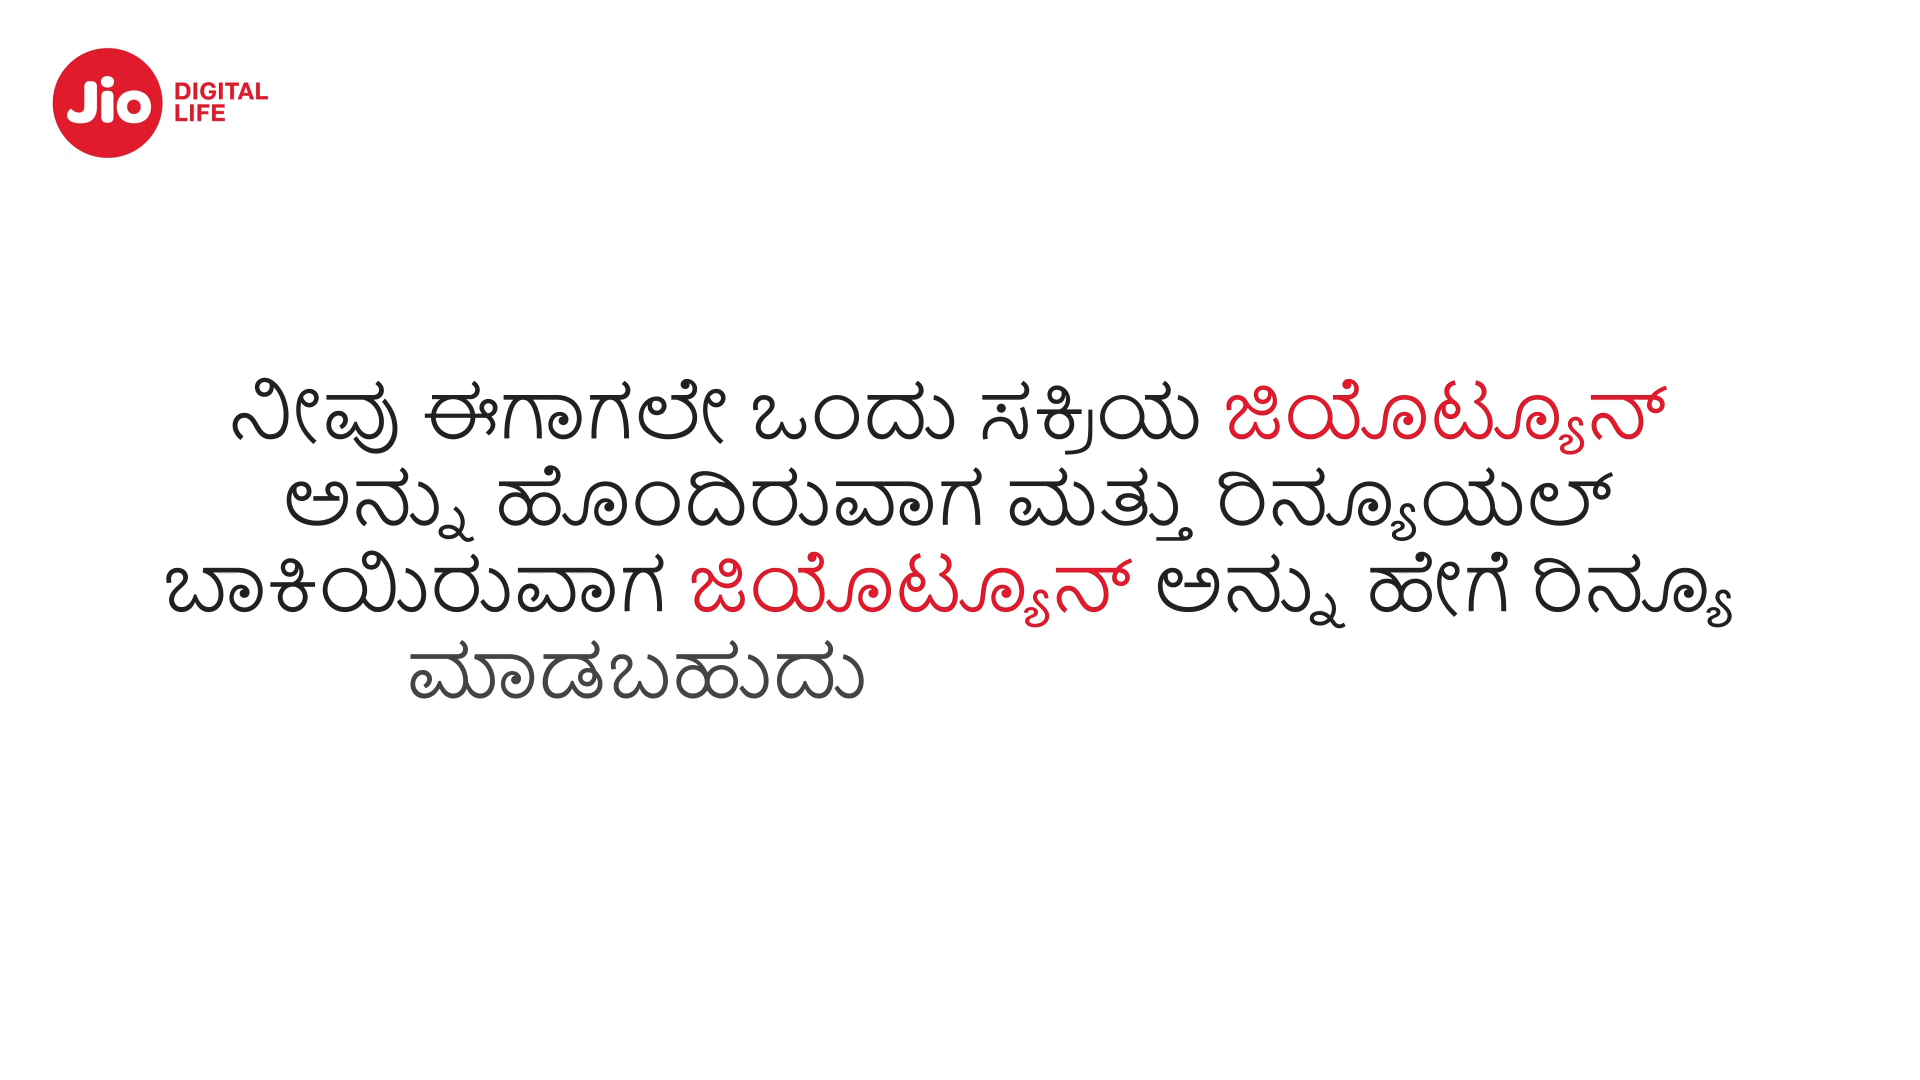 Jio
DIGITAL
LIFE
ನೀವು ಈಗಾಗಲೇ ಒಂದು ಸಕ್ರಿಯ ಜಿಯೊಟ್ಯೂನ್
ಅನ್ನು ಹೊಂದಿರುವಾಗ ಮತ್ತು ರಿನ್ಯೂಯಲ್
ಬಾಕಿಯಿರುವಾಗ ಜಿಯೊಟ್ಯೂನ್ ಅನ್ನು ಹೇಗೆ ರಿನ್ಯೂ
ಮಾಡಬಹುದು